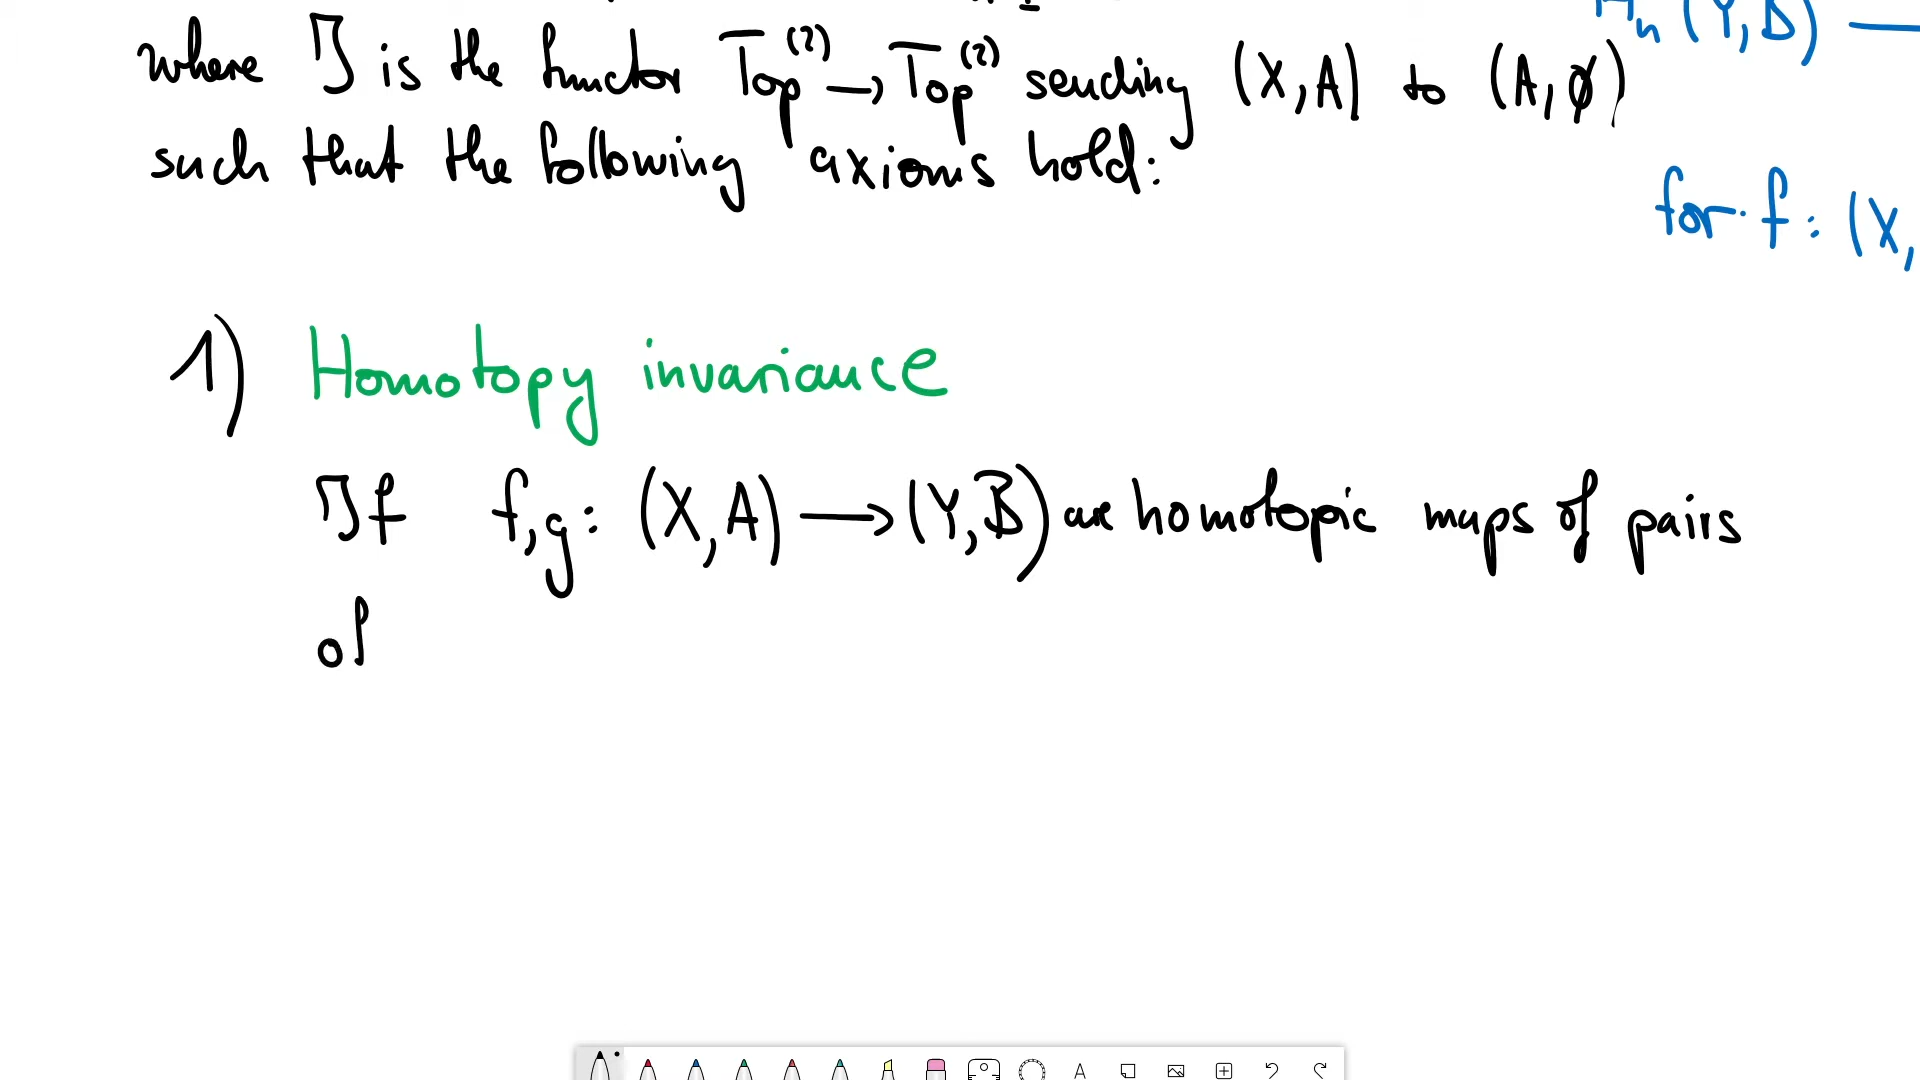 where I is the functor Top⁽²⁾ → Top⁽²⁾ sending (X,A) to (A,∅)
such that the following axioms hold:
Hn (Y,B) —
for f: (X,
1) Homotopy invariance
If f,g: (X,A) → (Y,B) are homotopic maps of pairs
of
A